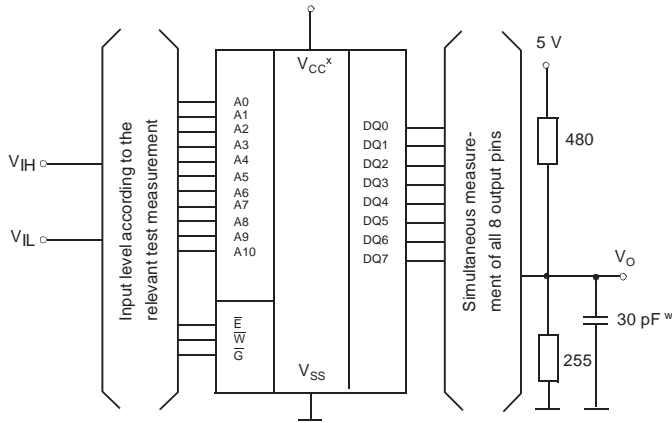 V_IH
V_IL
Input level according to the
relevant test measurement
V_CC^x
A0
A1
A2
A3
A4
A5
A6
A7
A8
A9
A10
E̅
W̅
G̅
V_SS
DQ0
DQ1
DQ2
DQ3
DQ4
DQ5
DQ6
DQ7
Simultaneous measure-
ment of all 8 output pins
5 V
480
V_O
30 pF^w
255